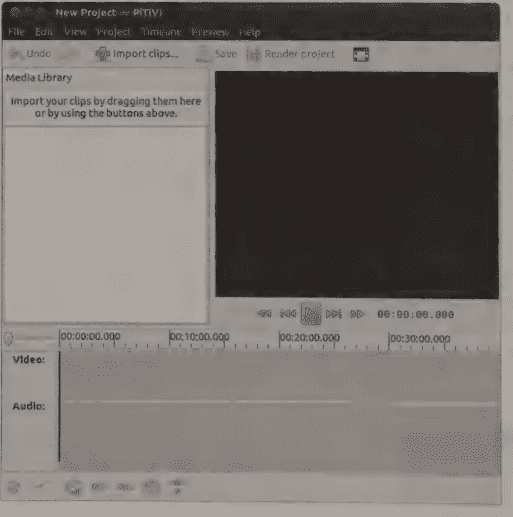 New Project — PiTiVi
File Edit View Project Timeline Preview Help
Undo Import clips... Save Render project
Media Library
Import your clips by dragging them here
or by using the buttons above.
00:00:00.000
00:00:00.000 00:10:00.000 00:20:00.000 00:30:00.000
Video:
Audio: